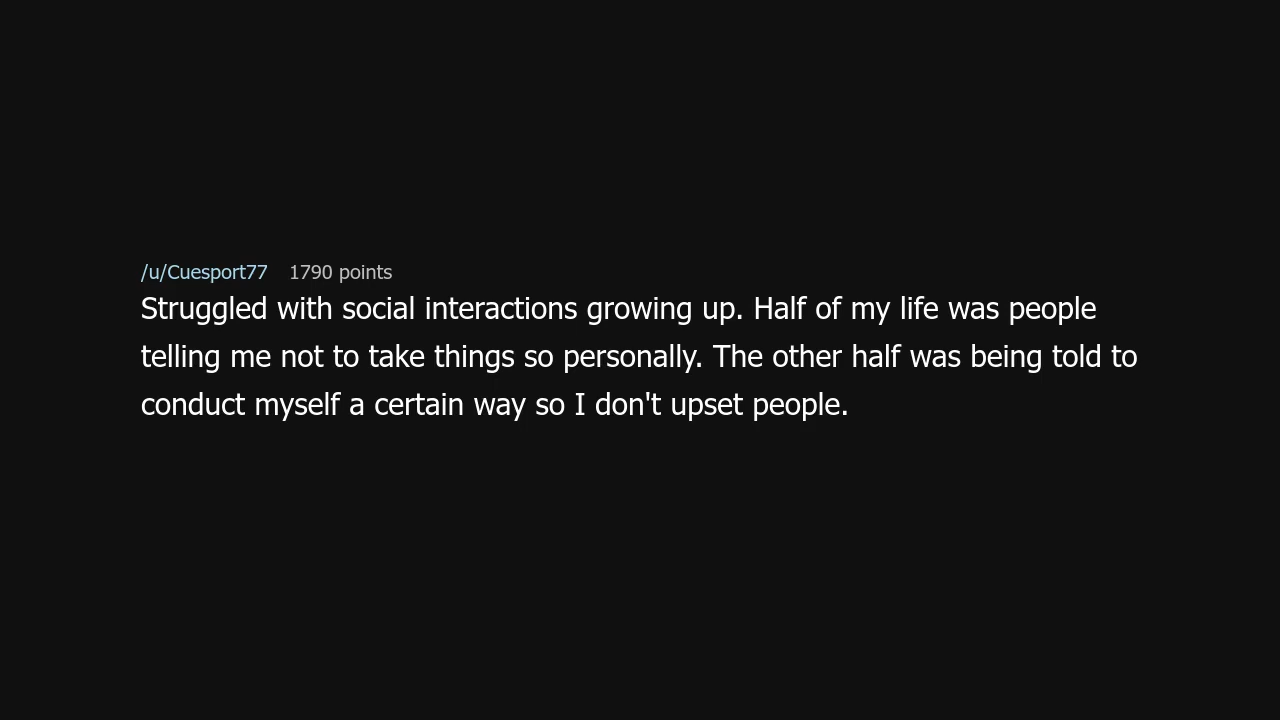 /u/Cuesport77 1790 points
Struggled with social interactions growing up. Half of my life was people
telling me not to take things so personally. The other half was being told to
conduct myself a certain way so I don't upset people.